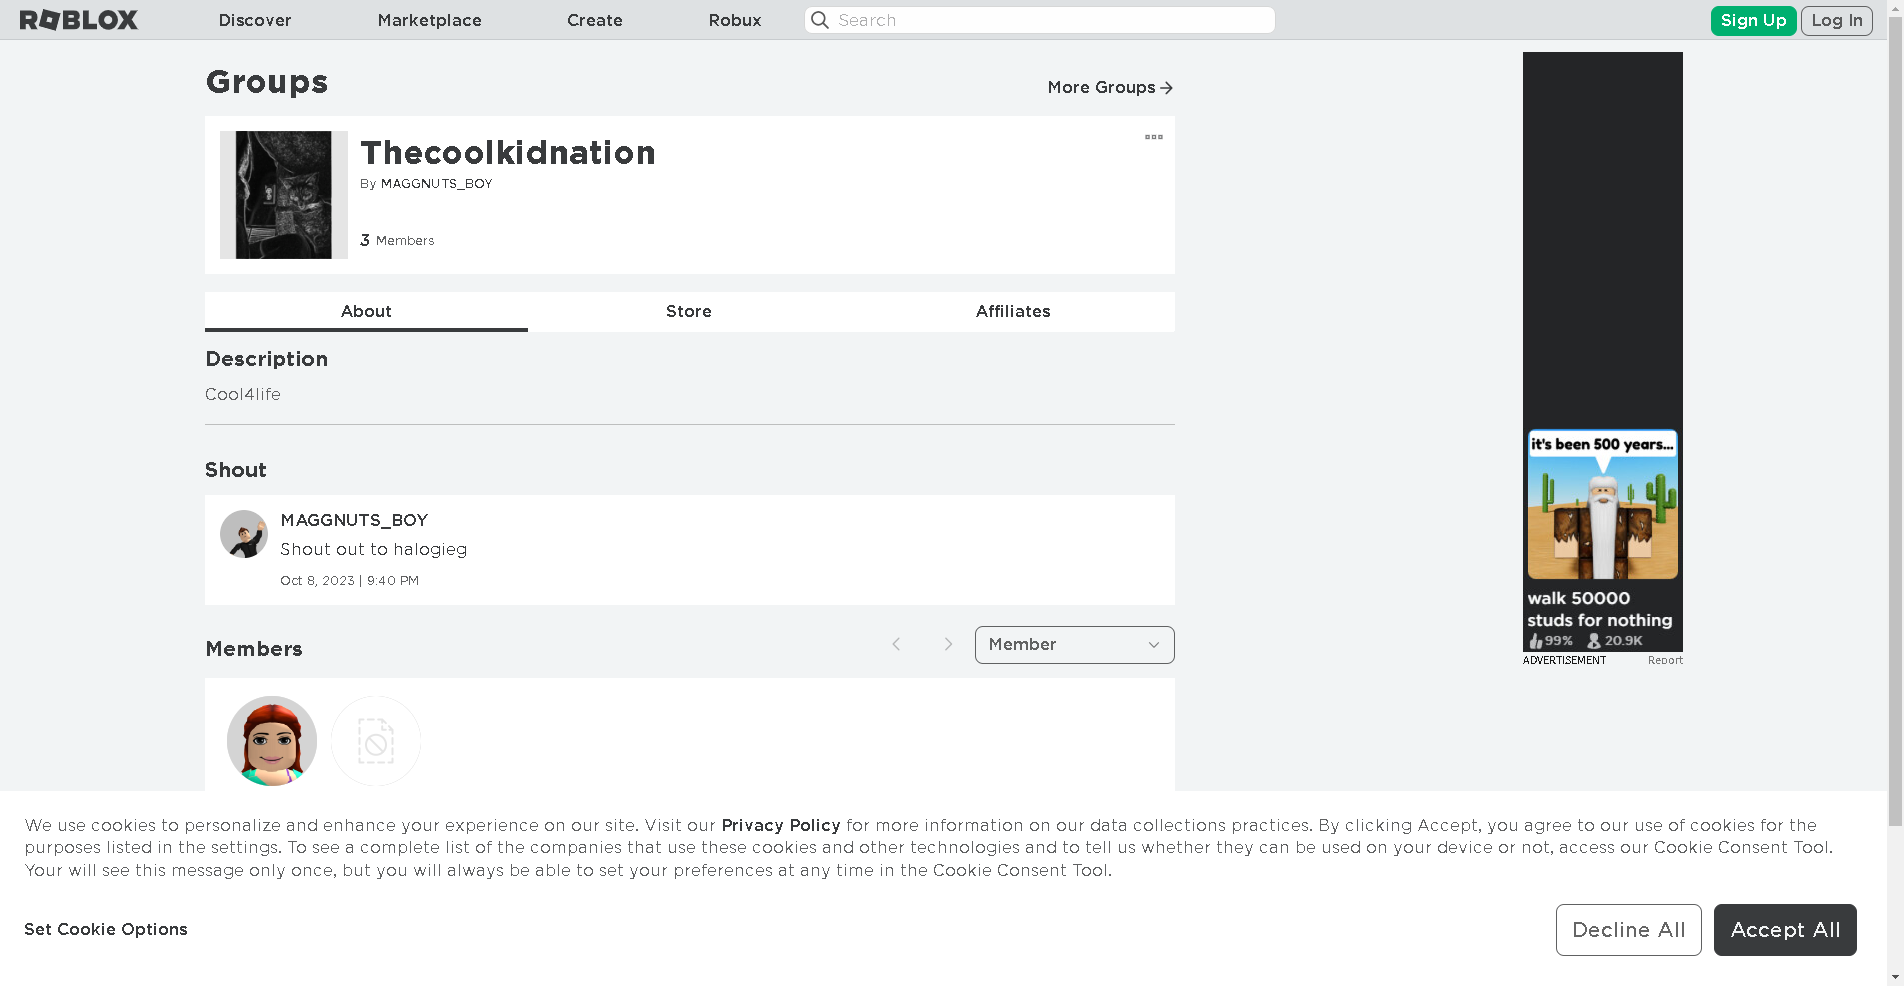 ROBLOX
Discover
Marketplace
Create
Robux
Search
Sign Up
Log In
Groups
More Groups
Thecoolkidnation
By MAGGNUTS_BOY
3 Members
About
Store
Affiliates
Description
Cool4life
Shout
MAGGNUTS_BOY
Shout out to halogieg
Oct 8, 2023 | 9:40 PM
Members
Member
it's been 500 years...
walk 50000
studs for nothing
99% 20.9K
ADVERTISEMENT
Report
We use cookies to personalize and enhance your experience on our site. Visit our Privacy Policy for more information on our data collections practices. By clicking Accept, you agree to our use of cookies for the
purposes listed in the settings. To see a complete list of the companies that use these cookies and other technologies and to tell us whether they can be used on your device or not, access our Cookie Consent Tool.
Your will see this message only once, but you will always be able to set your preferences at any time in the Cookie Consent Tool.
Set Cookie Options
Decline All
Accept All